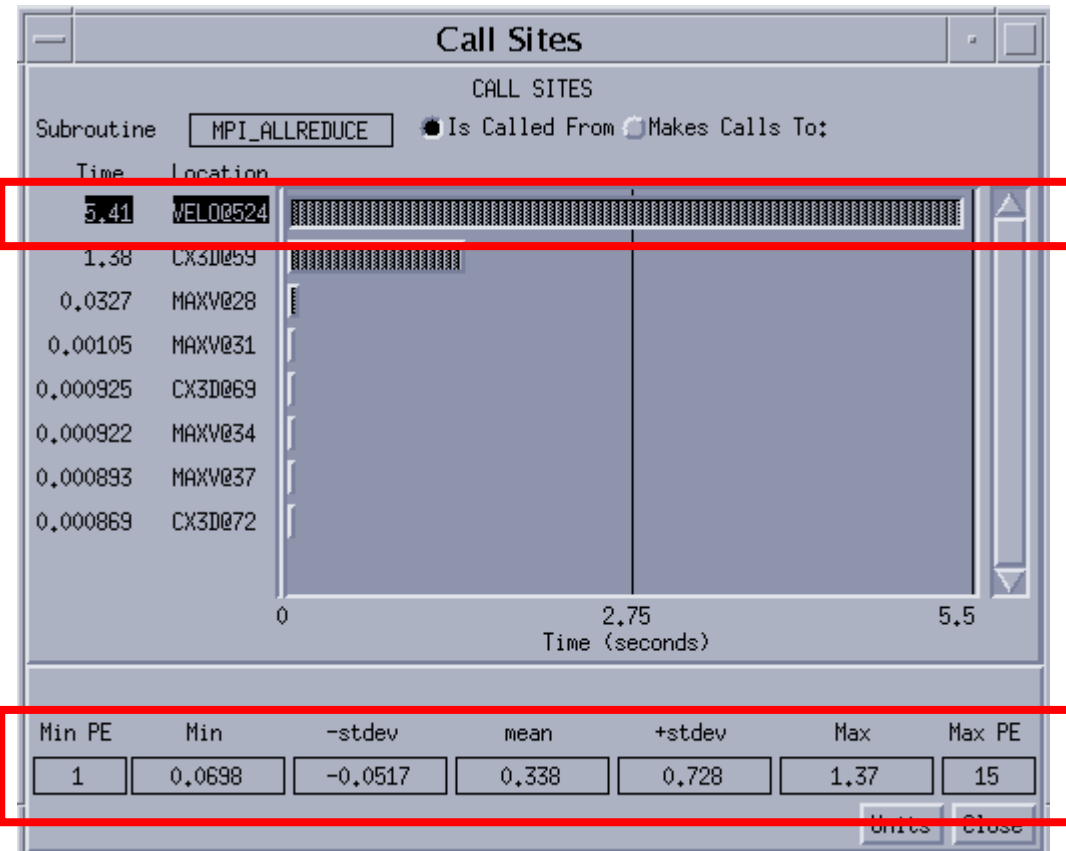 Call Sites
CALL SITES
Subroutine MPI_ALLREDUCE Is Called From Makes Calls To:
Time Location
5.41 VELO@524
1.38 CX3D@59
0.0327 MAXV@28
0.00105 MAXV@31
0.000925 CX3D@69
0.000922 MAXV@34
0.000893 MAXV@37
0.000869 CX3D@72
0 2.75 5.5
Time (seconds)
Min PE Min -stdev mean +stdev Max Max PE
1 0.0698 -0.0517 0.338 0.728 1.37 15
Units Close